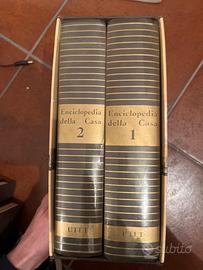 Enciclopedia
della Casa
2
UTET
Enciclopedia
della Casa
1
UTET
subito